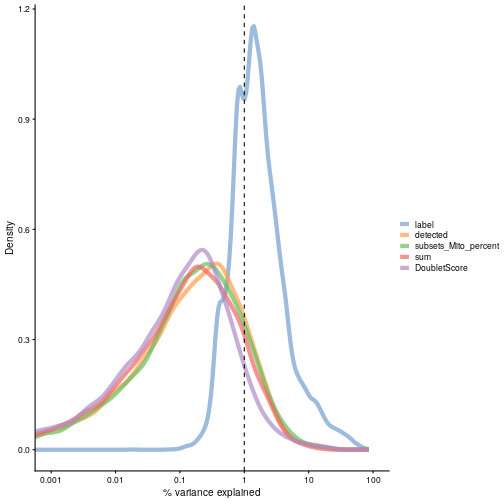 1.2
0.9
0.6
0.3
0.0
Density
0.001
0.01
0.1
1
10
100
% variance explained
label
detected
subsets_Mito_percent
sum
DoubletScore